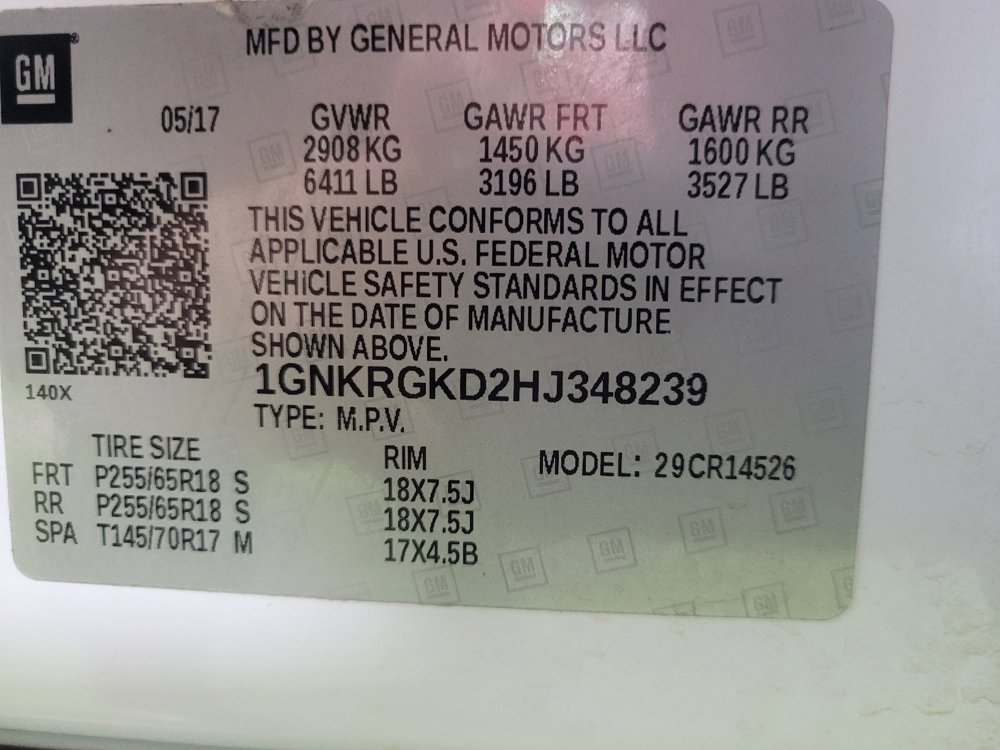 MFD BY GENERAL MOTORS LLC
GM
05/17 GVWR GAWR FRT GAWR RR
2908 KG 1450 KG 1600 KG
6411 LB 3196 LB 3527 LB
THIS VEHICLE CONFORMS TO ALL
APPLICABLE U.S. FEDERAL MOTOR
VEHICLE SAFETY STANDARDS IN EFFECT
ON THE DATE OF MANUFACTURE
SHOWN ABOVE.
140X
1GNKRGKD2HJ348239
TYPE: M.P.V.
TIRE SIZE RIM MODEL: 29CR14526
FRT P255/65R18 S 18X7.5J
RR P255/65R18 S 18X7.5J
SPA T145/70R17 M 17X4.5B